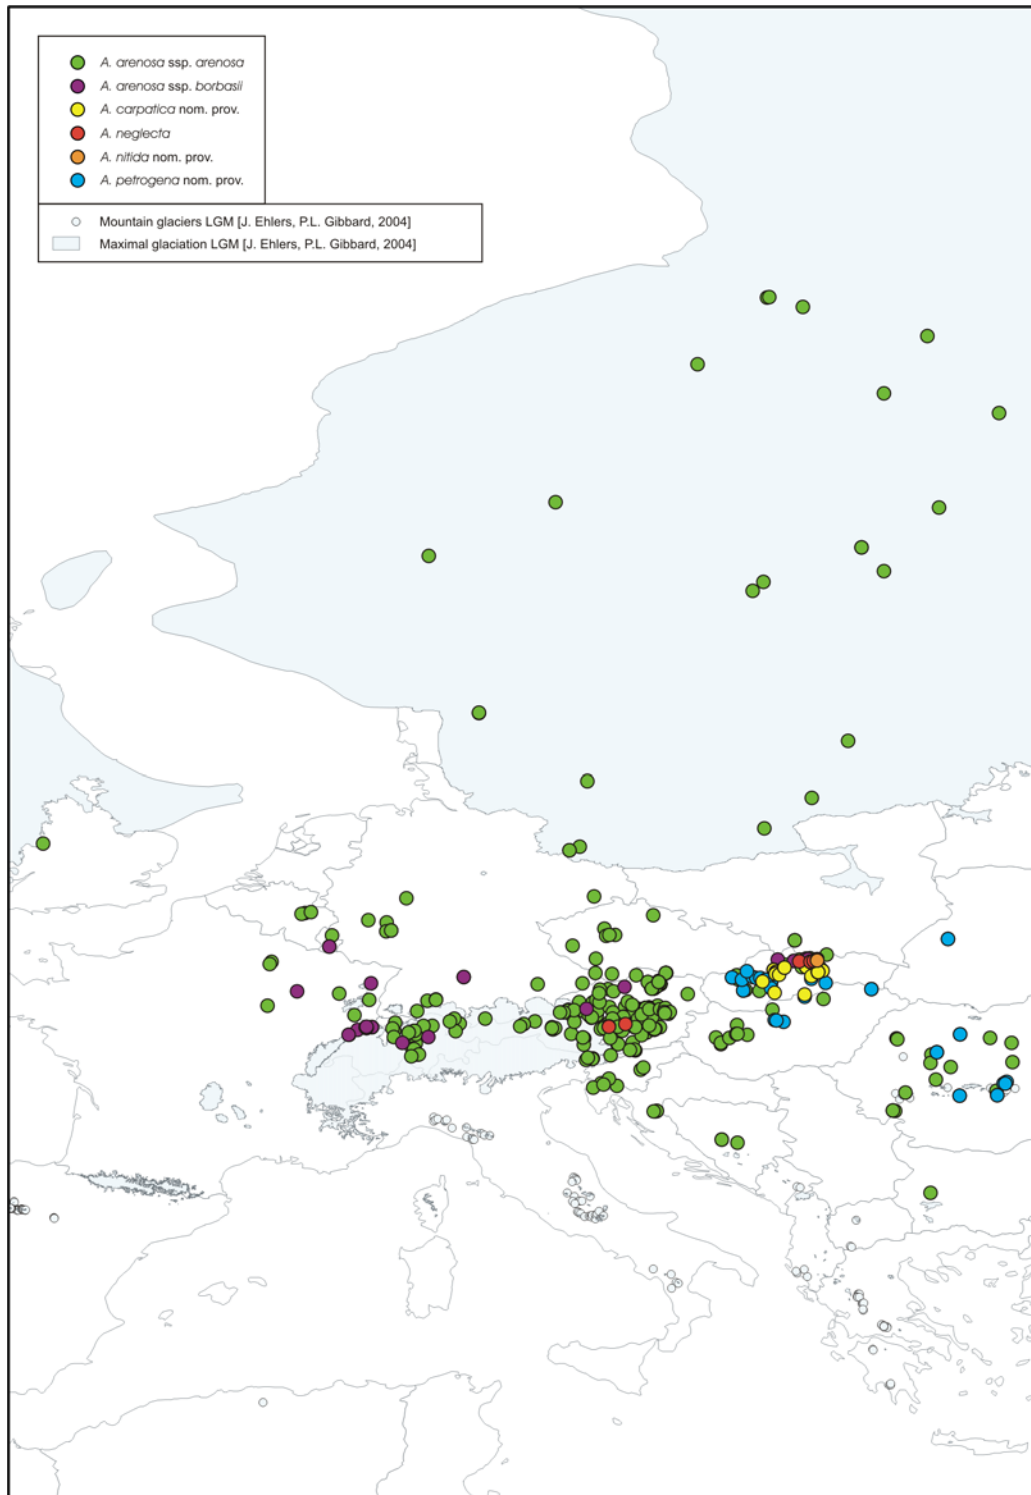 A. arenosa ssp. arenosa
A. arenosa ssp. borbasii
A. carpatica nom. prov.
A. neglecta
A. nitida nom. prov.
A. petrogena nom. prov.
Mountain glaciers LGM [J. Ehlers, P.L. Gibbard, 2004]
Maximal glaciation LGM [J. Ehlers, P.L. Gibbard, 2004]